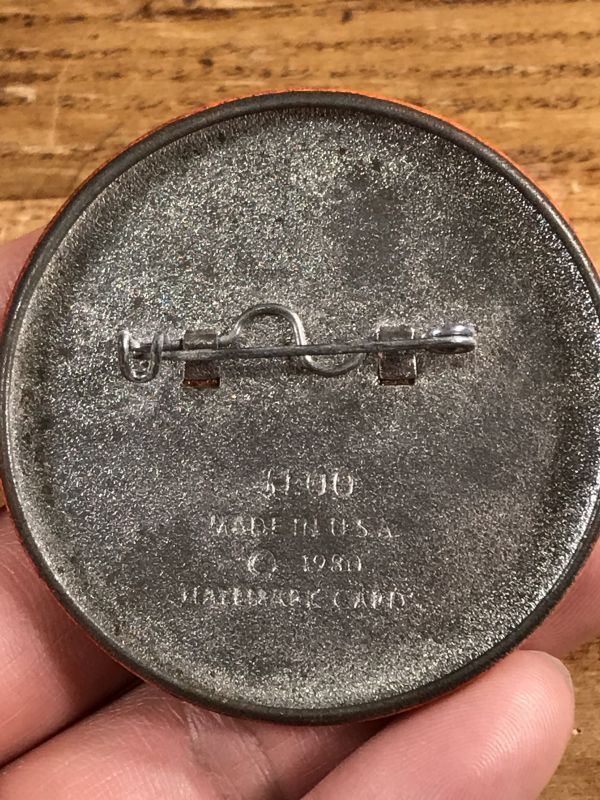 $1.00
MADE IN U.S.A.
© 1980
HALLMARK CARDS